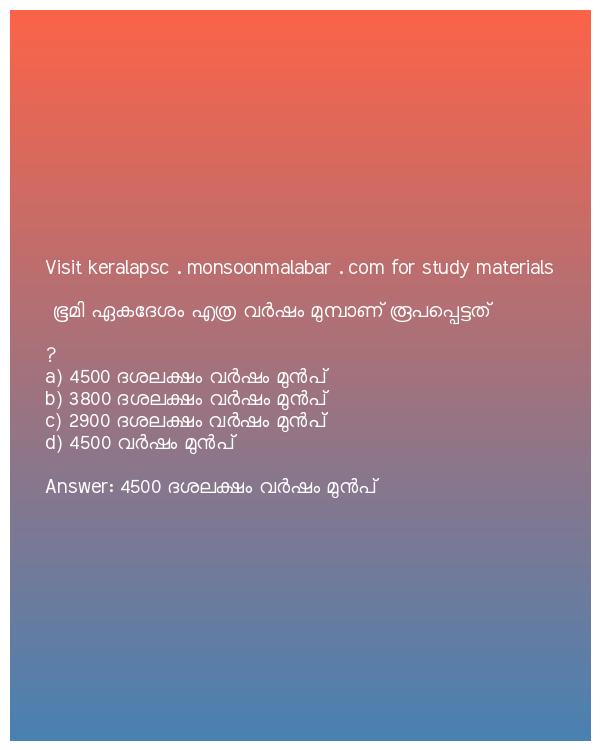 Visit keralapsc . monsoonmalabar . com for study materials
ഭൂമി ഏകദേശം എത്ര വർഷം മുമ്പാണ് രൂപപ്പെട്ടത്
?
a) 4500 ദശലക്ഷം വർഷം മുൻപ്
b) 3800 ദശലക്ഷം വർഷം മുൻപ്
c) 2900 ദശലക്ഷം വർഷം മുൻപ്
d) 4500 വർഷം മുൻപ്
Answer: 4500 ദശലക്ഷം വർഷം മുൻപ്